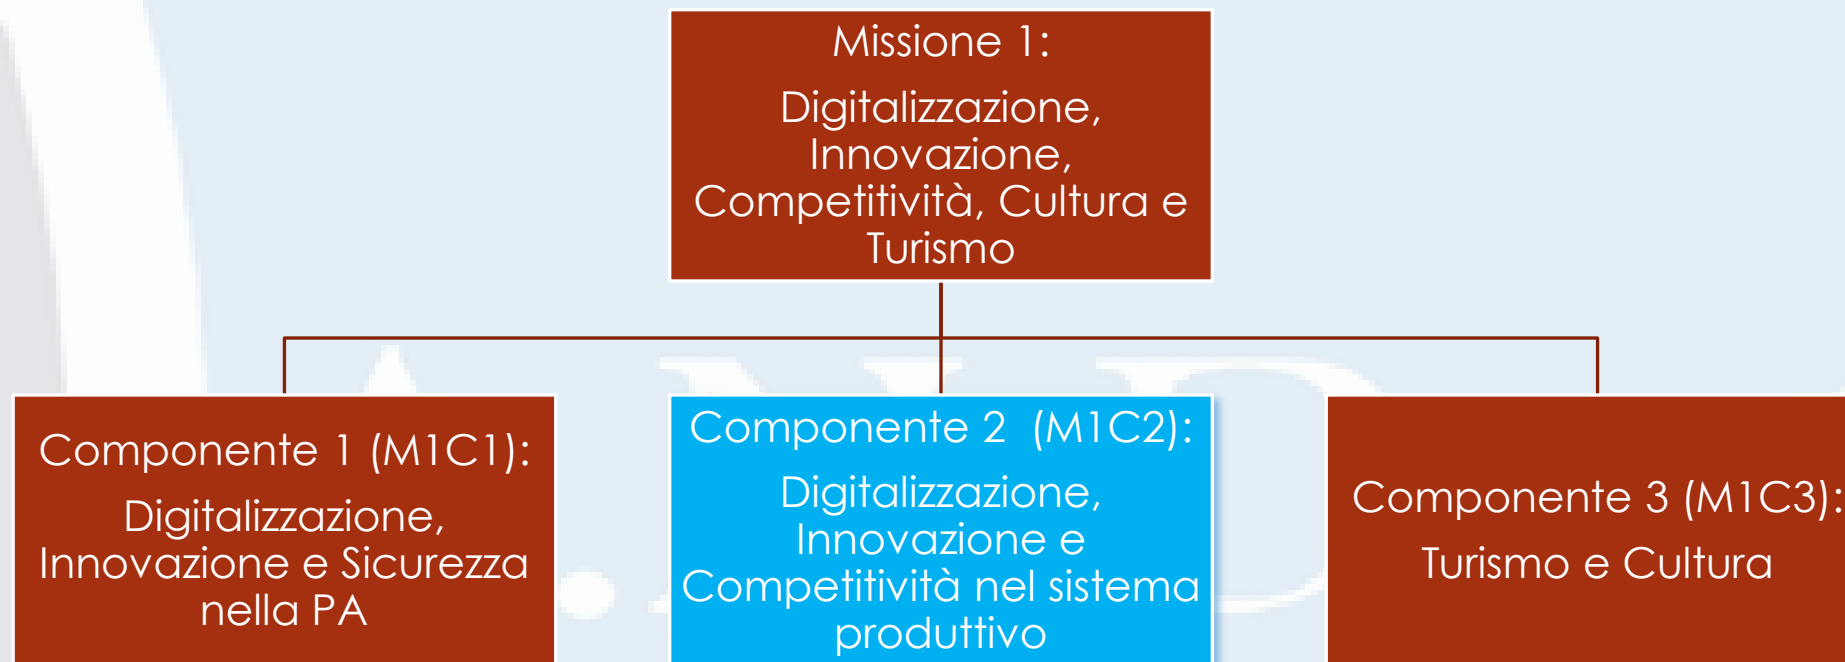 Missione 1:
Digitalizzazione,
Innovazione,
Competitività, Cultura e
Turismo
Componente 1 (M1C1):
Digitalizzazione,
Innovazione e Sicurezza
nella PA
Componente 2 (M1C2):
Digitalizzazione,
Innovazione e
Competitività nel sistema
produttivo
Componente 3 (M1C3):
Turismo e Cultura